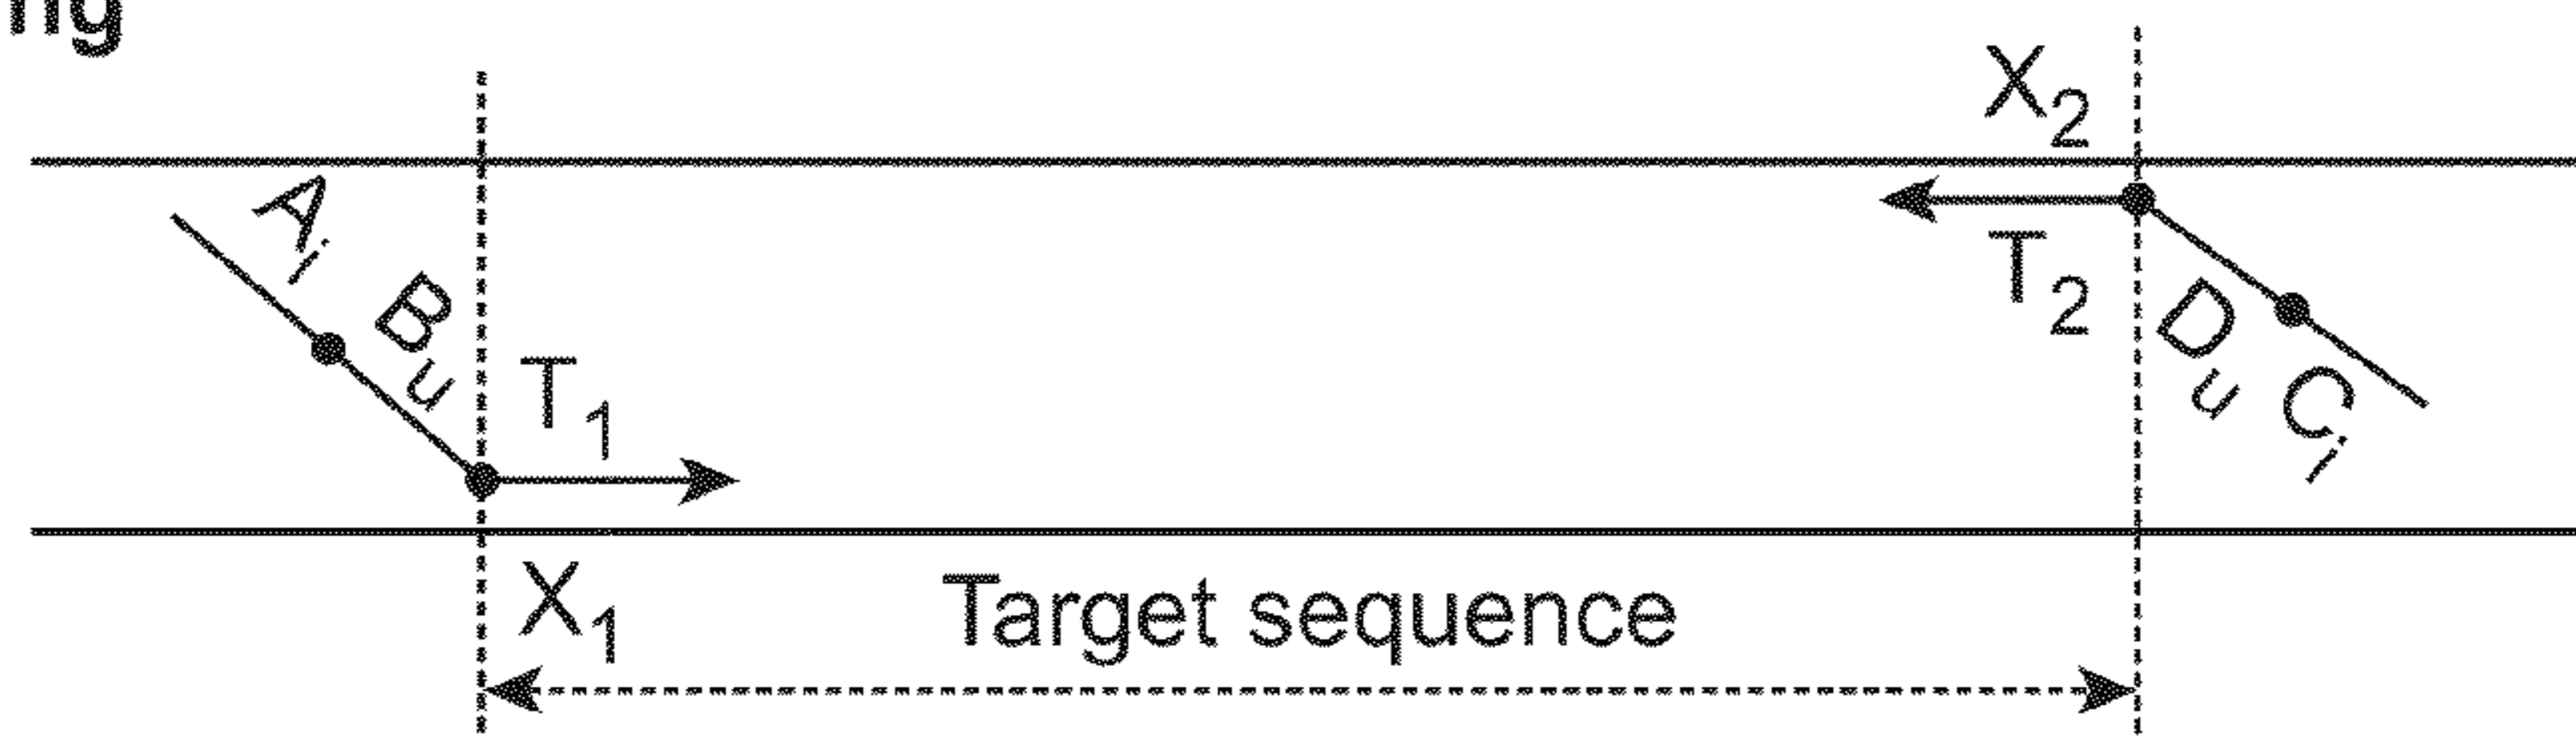 X2
Ai Bu
T1
T2
Du Ci
X1
Target sequence